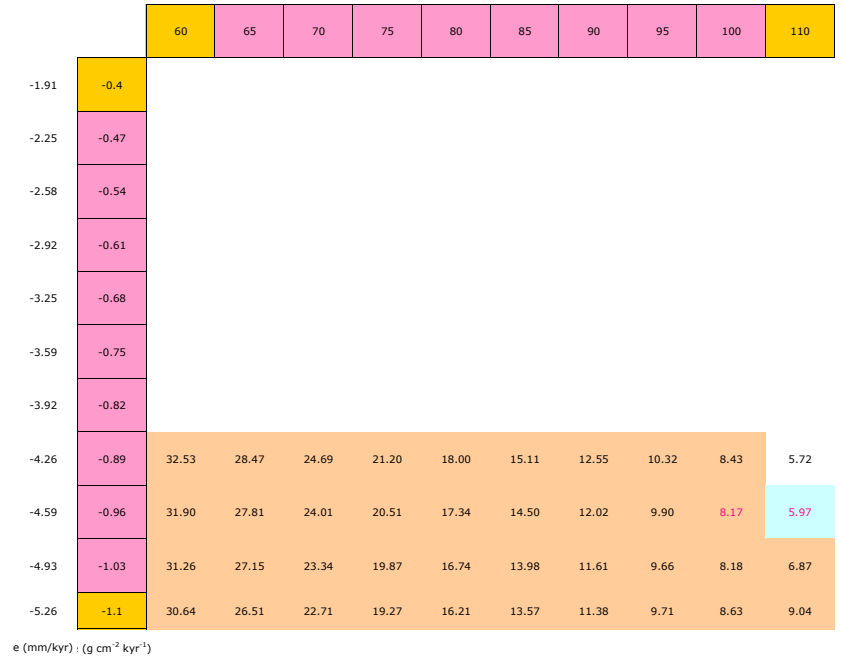 60 65 70 75 80 85 90 95 100 110
-1.91 -0.4
-2.25 -0.47
-2.58 -0.54
-2.92 -0.61
-3.25 -0.68
-3.59 -0.75
-3.92 -0.82
-4.26 -0.89 32.53 28.47 24.69 21.20 18.00 15.11 12.55 10.32 8.43 5.72
-4.59 -0.96 31.90 27.81 24.01 20.51 17.34 14.50 12.02 9.90 8.17 5.97
-4.93 -1.03 31.26 27.15 23.34 19.87 16.74 13.98 11.61 9.66 8.18 6.87
-5.26 -1.1 30.64 26.51 22.71 19.27 16.21 13.57 11.38 9.71 8.63 9.04
e (mm/kyr) (g cm⁻² kyr⁻¹)